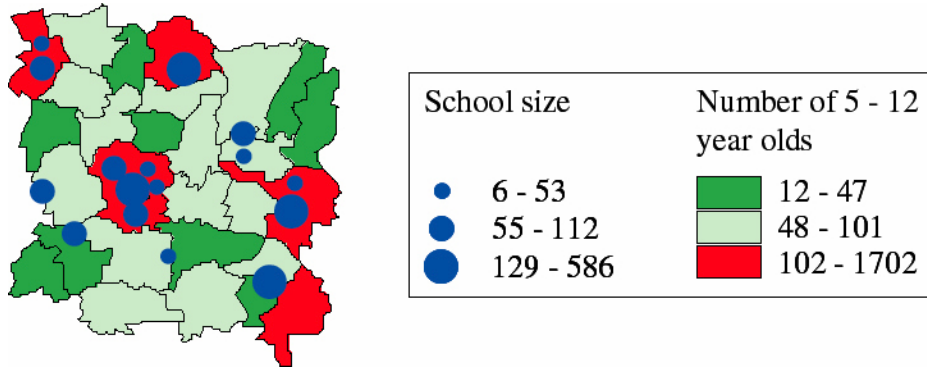 School size
6 - 53
55 - 112
129 - 586
Number of 5 - 12
year olds
12 - 47
48 - 101
102 - 1702